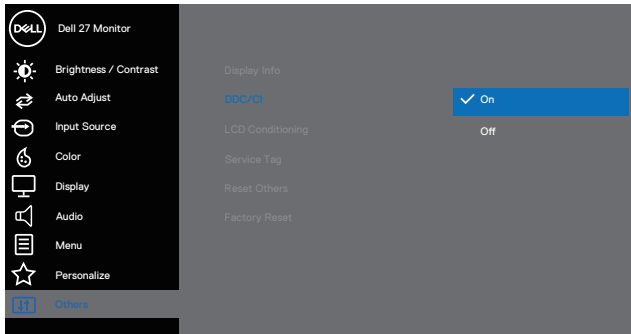 DELL
Dell 27 Monitor
Brightness / Contrast
Auto Adjust
Input Source
Color
Display
Audio
Menu
Personalize
Others
Display Info
DDC/CI
LCD Conditioning
Service Tag
Reset Others
Factory Reset
On
Off